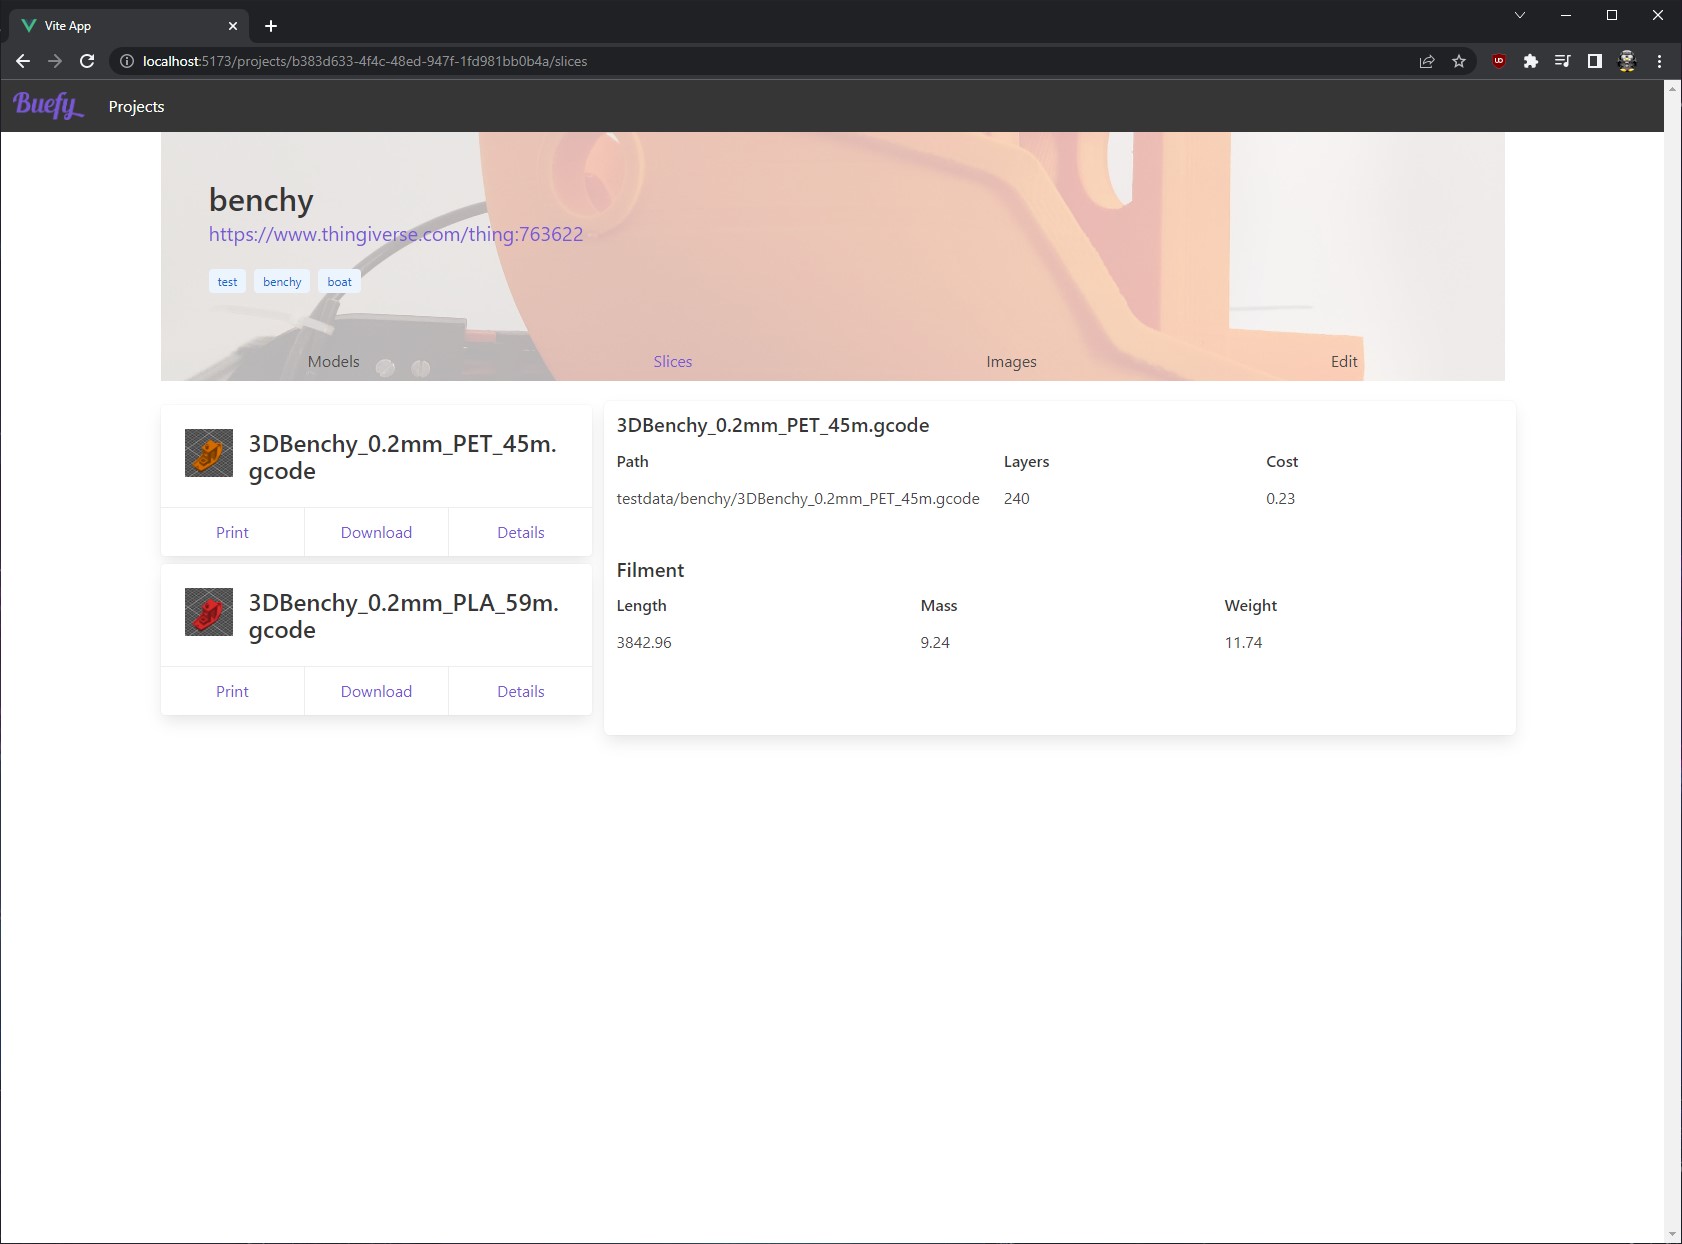 Vite App
localhost:5173/projects/b383d633-4f4c-48ed-947f-1fd981bb0b4a/slices
Buefy
Projects
benchy
https://www.thingiverse.com/thing:763622
test benchy boat
Models Slices Images Edit
3DBenchy_0.2mm_PET_45m.
gcode
Print Download Details
3DBenchy_0.2mm_PLA_59m.
gcode
Print Download Details
3DBenchy_0.2mm_PET_45m.gcode
Path Layers Cost
testdata/benchy/3DBenchy_0.2mm_PET_45m.gcode 240 0.23
Filment
Length Mass Weight
3842.96 9.24 11.74